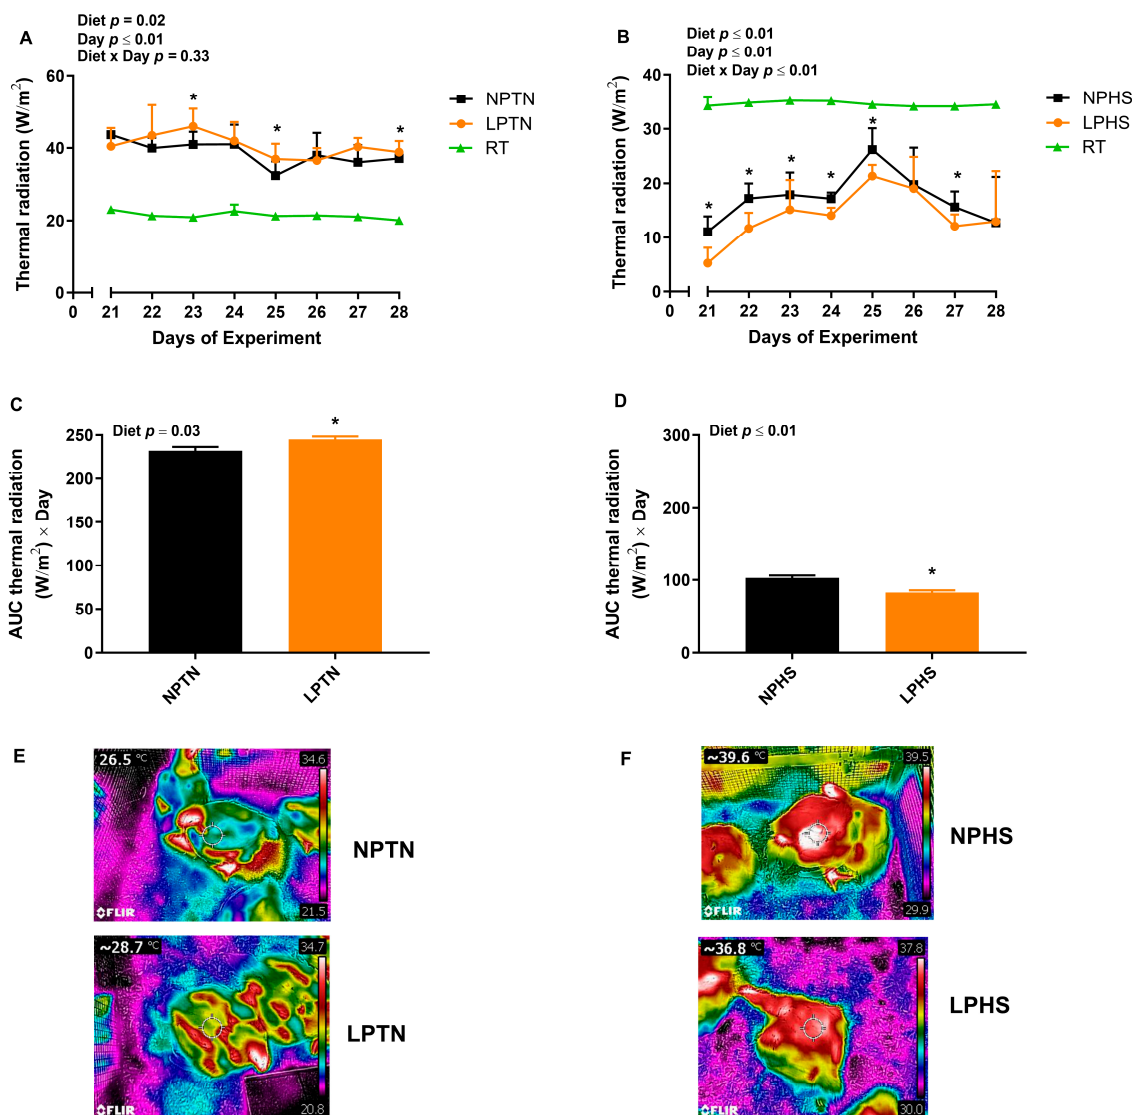 A
Diet p = 0.02
Day p ≤ 0.01
Diet x Day p = 0.33
Thermal radiation (W/m²)
60
40
20
0
0 21 22 23 24 25 26 27 28
Days of Experiment
* * *
NPTN
LPTN
RT
B
Diet p ≤ 0.01
Day p ≤ 0.01
Diet x Day p ≤ 0.01
Thermal radiation (W/m²)
40
30
20
10
0
0 21 22 23 24 25 26 27 28
Days of Experiment
* * * * * *
NPHS
LPHS
RT
C
Diet p = 0.03
AUC thermal radiation
(W/m²) × Day
250
200
150
100
50
0
*
NPTN LPTN
D
Diet p ≤ 0.01
AUC thermal radiation
(W/m²) × Day
300
200
100
0
*
NPHS LPHS
E
26.5 °C
34.6
21.5
FLIR
NPTN
~28.7 °C
34.7
20.8
FLIR
LPTN
F
~39.6 °C
39.5
29.9
FLIR
NPHS
~36.8 °C
37.8
30.0
FLIR
LPHS